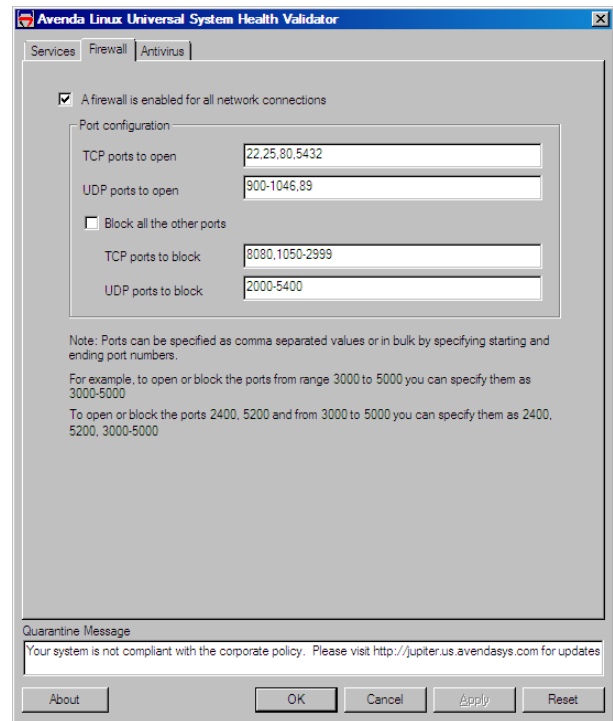 Avenda Linux Universal System Health Validator
Services Firewall Antivirus
A firewall is enabled for all network connections
Port configuration
TCP ports to open 22,25,80,5432
UDP ports to open 900-1046,89
Block all the other ports
TCP ports to block 8080,1050-2999
UDP ports to block 2000-5400
Note: Ports can be specified as comma separated values or in bulk by specifying starting and
ending port numbers.
For example, to open or block the ports from range 3000 to 5000 you can specify them as
3000-5000
To open or block the ports 2400, 5200 and from 3000 to 5000 you can specify them as 2400,
5200, 3000-5000
Quarantine Message
Your system is not compliant with the corporate policy. Please visit http://jupiter.us.avendasys.com for updates
About OK Cancel Apply Reset